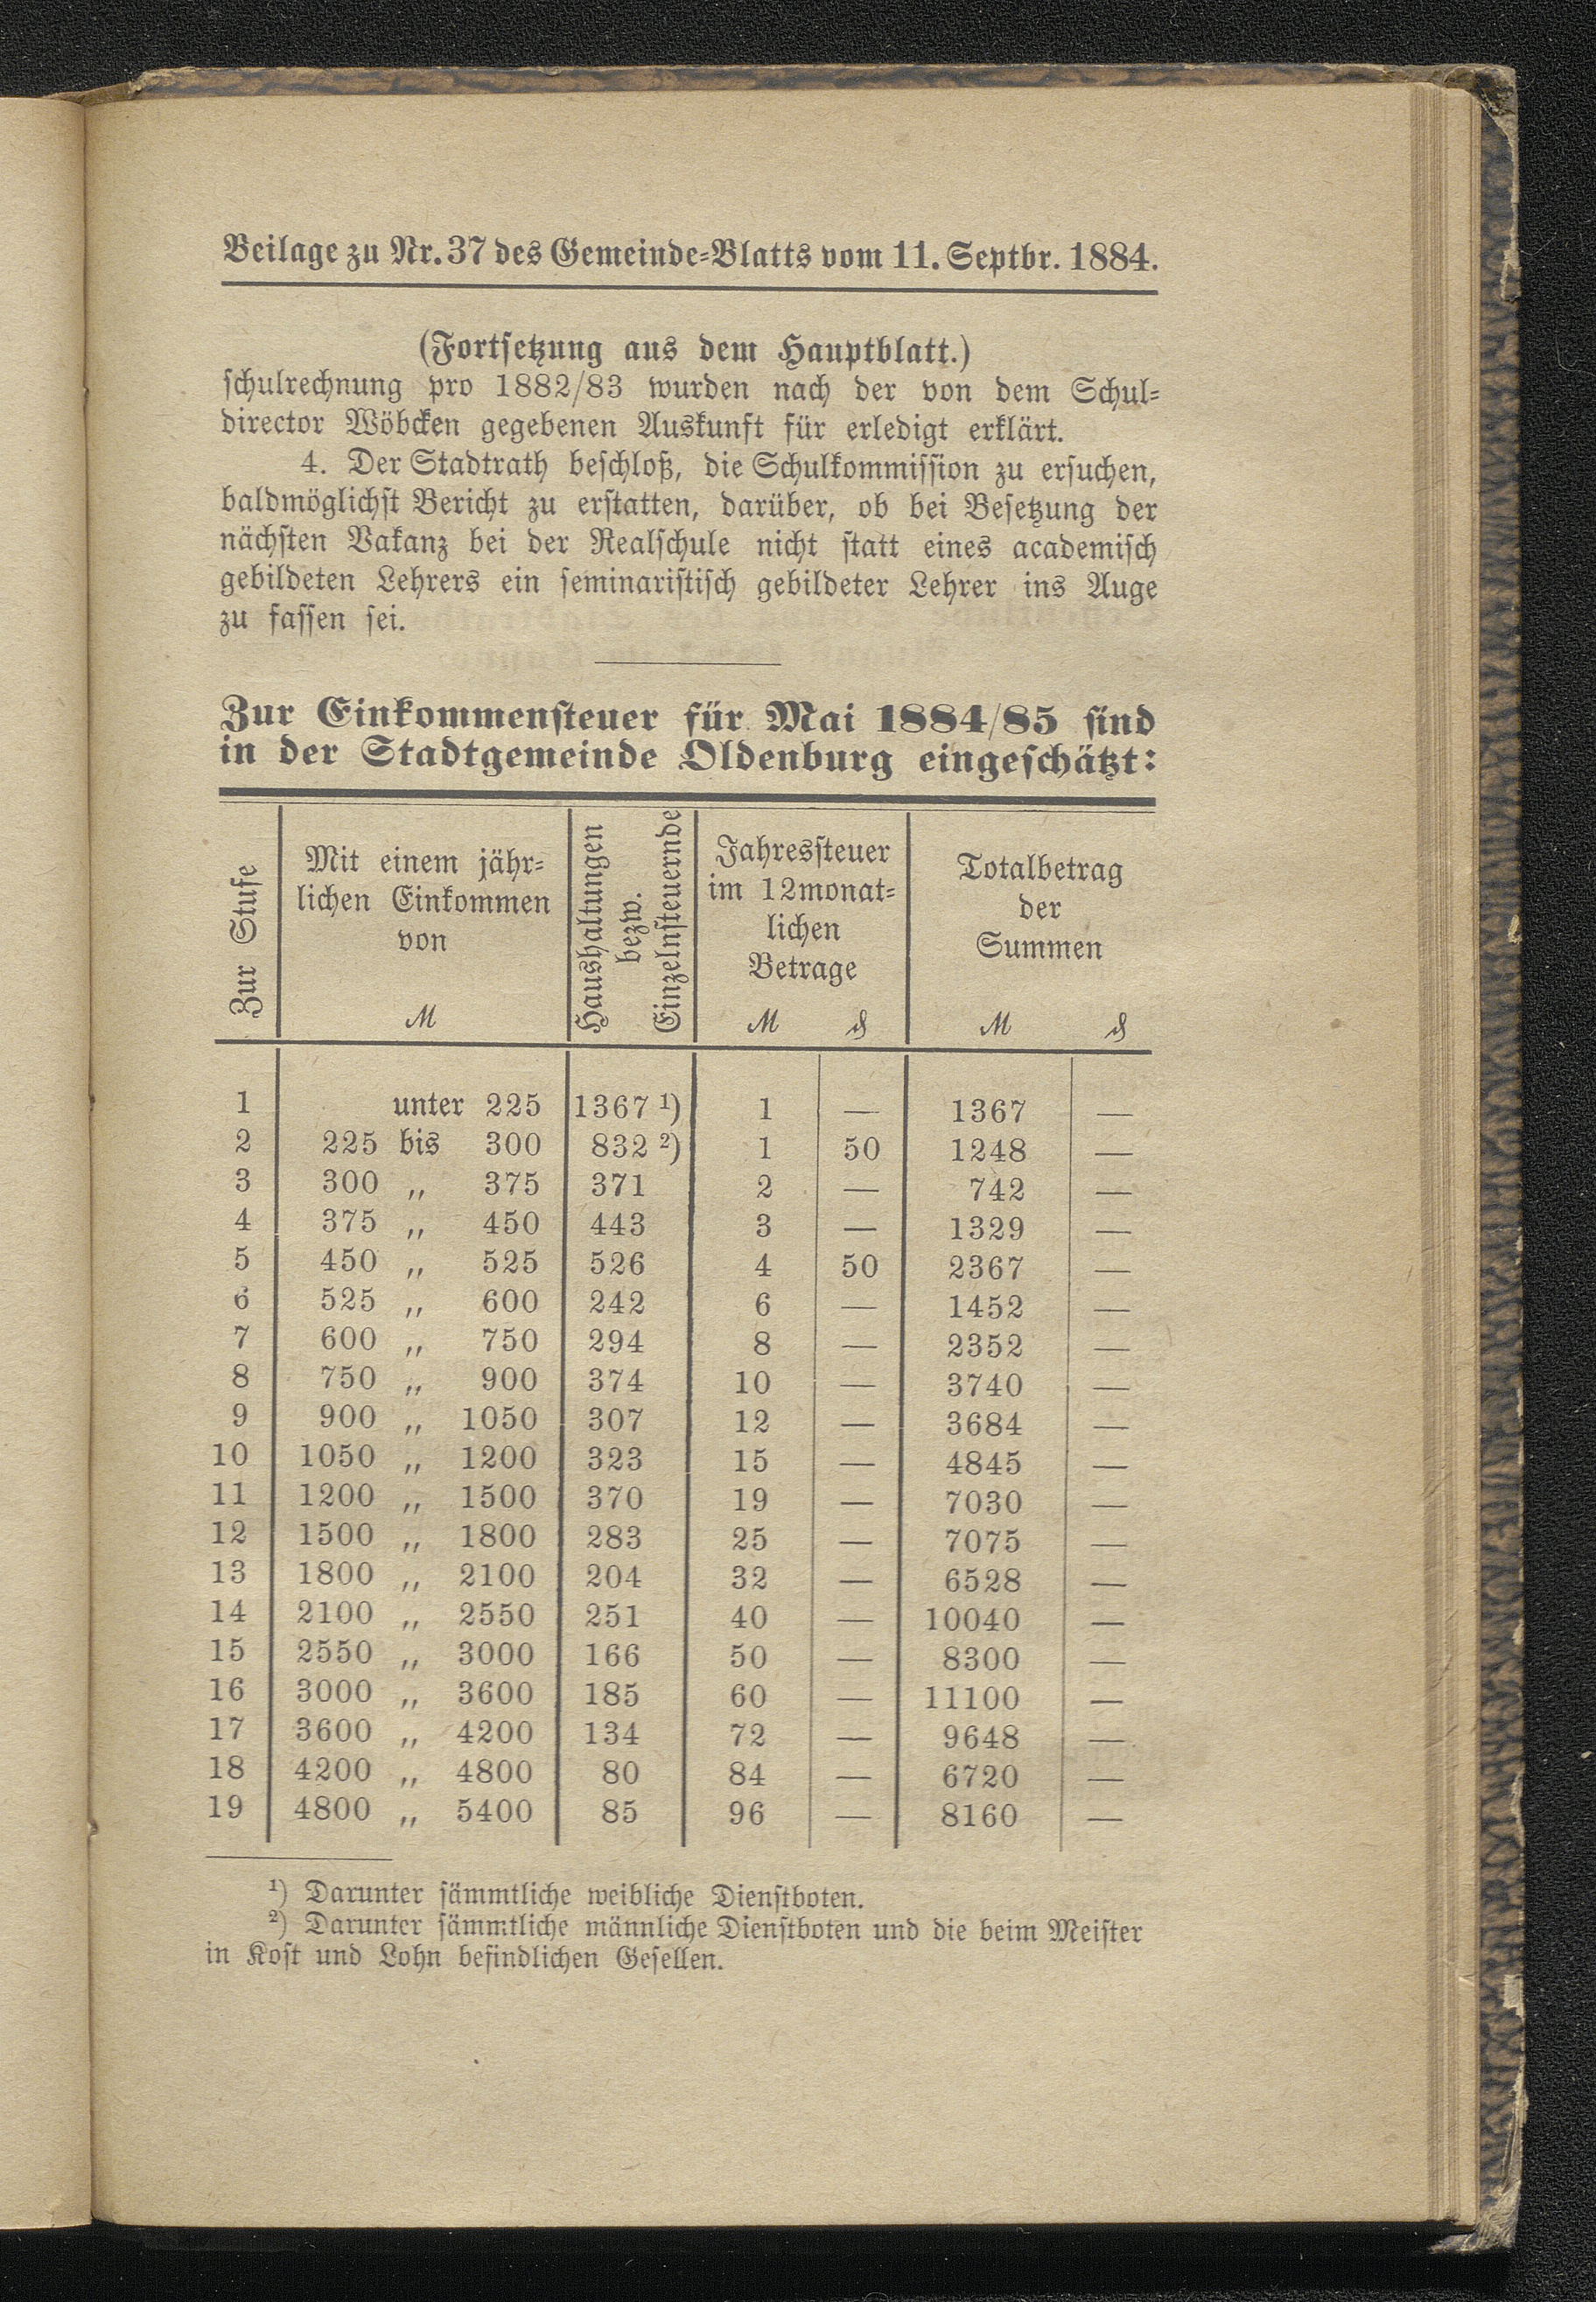 Beilage zu Nr. 37 des Gemeinde-Blatts vom 11. Septbr. 1884.
(Fortsetzung aus dem Hauptblatt.)
schulrechnung pro 1882/83 wurden nach der von dem Schul-
director Wöbcken gegebenen Auskunft für erledigt erklärt.
4. Der Stadtrath beschloß, die Schulkommission zu ersuchen,
baldmöglichst Bericht zu erstatten, darüber, ob bei Besetzung der
nächsten Vakanz bei der Realschule nicht statt eines academisch
gebildeten Lehrers ein seminaristisch gebildeter Lehrer ins Auge
zu fassen sei.
Zur Einkommensteuer für Mai 1884/85 sind
in der Stadtgemeinde Oldenburg eingeschätzt:
Zur Stufe
Mit einem jähr-
lichen Einkommen
von
M
Haushaltungen
bezw.
Einzelnsteuernde
Jahressteuer
im 12monat-
lichen
Betrage
M ₰
Totalbetrag
der
Summen
M ₰
1 unter 225 1367 ¹) 1 — 1367 —
2 225 bis 300 832 ²) 1 50 1248 —
3 300 „ 375 371 2 — 742 —
4 375 „ 450 443 3 — 1329 —
5 450 „ 525 526 4 50 2367 —
6 525 „ 600 242 6 — 1452 —
7 600 „ 750 294 8 — 2352 —
8 750 „ 900 374 10 — 3740 —
9 900 „ 1050 307 12 — 3684 —
10 1050 „ 1200 323 15 — 4845 —
11 1200 „ 1500 370 19 — 7030 —
12 1500 „ 1800 283 25 — 7075 —
13 1800 „ 2100 204 32 — 6528 —
14 2100 „ 2550 251 40 — 10040 —
15 2550 „ 3000 166 50 — 8300 —
16 3000 „ 3600 185 60 — 11100 —
17 3600 „ 4200 134 72 — 9648 —
18 4200 „ 4800 80 84 — 6720 —
19 4800 „ 5400 85 96 — 8160 —
¹) Darunter sämmtliche weibliche Dienstboten.
²) Darunter sämmtliche männliche Dienstboten und die beim Meister
in Kost und Lohn befindlichen Gesellen.